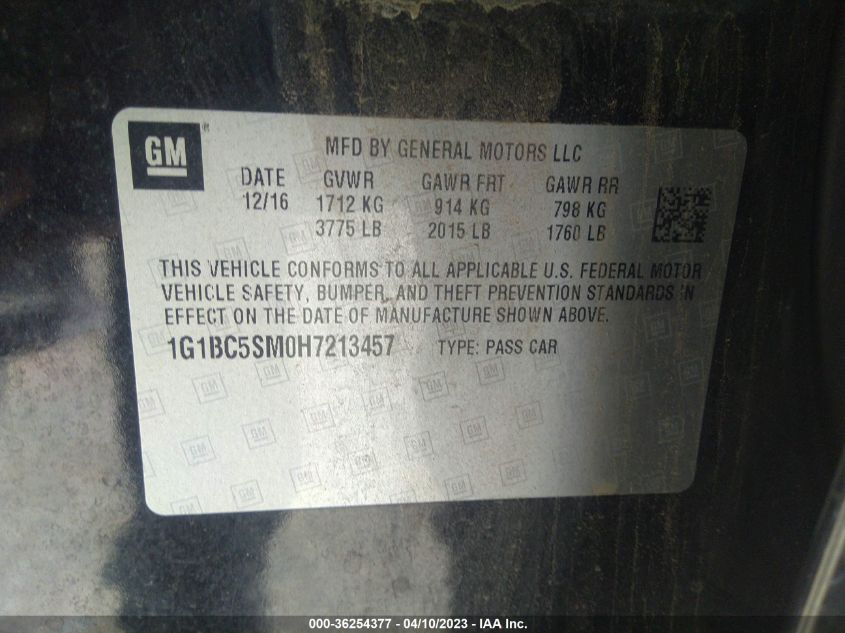 GM
MFD BY GENERAL MOTORS LLC
DATE GVWR GAWR FRT GAWR RR
12/16 1712 KG 914 KG 798 KG
3775 LB 2015 LB 1760 LB
THIS VEHICLE CONFORMS TO ALL APPLICABLE U.S. FEDERAL MOTOR
VEHICLE SAFETY, BUMPER, AND THEFT PREVENTION STANDARDS IN
EFFECT ON THE DATE OF MANUFACTURE SHOWN ABOVE.
1G1BC5SM0H7213457 TYPE: PASS CAR
000-36254377 - 04/10/2023 - IAA Inc.